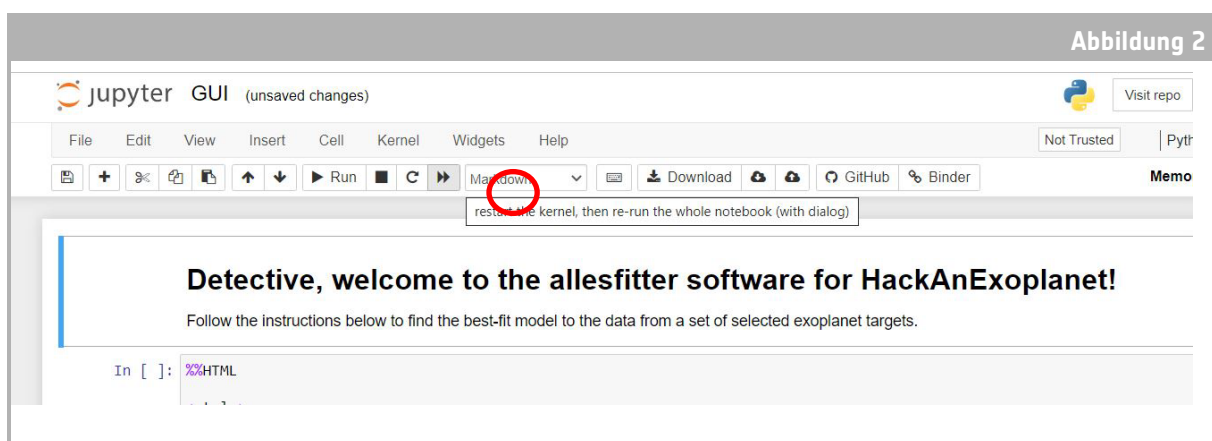 Abbildung 2
jupyter GUI (unsaved changes)
Visit repo
File Edit View Insert Cell Kernel Widgets Help
Not Trusted
Pyth
Run Markdown Download GitHub Binder
Memo
restart the kernel, then re-run the whole notebook (with dialog)
Detective, welcome to the allesfitter software for HackAnExoplanet!
Follow the instructions below to find the best-fit model to the data from a set of selected exoplanet targets.
In [ ]: %%HTML